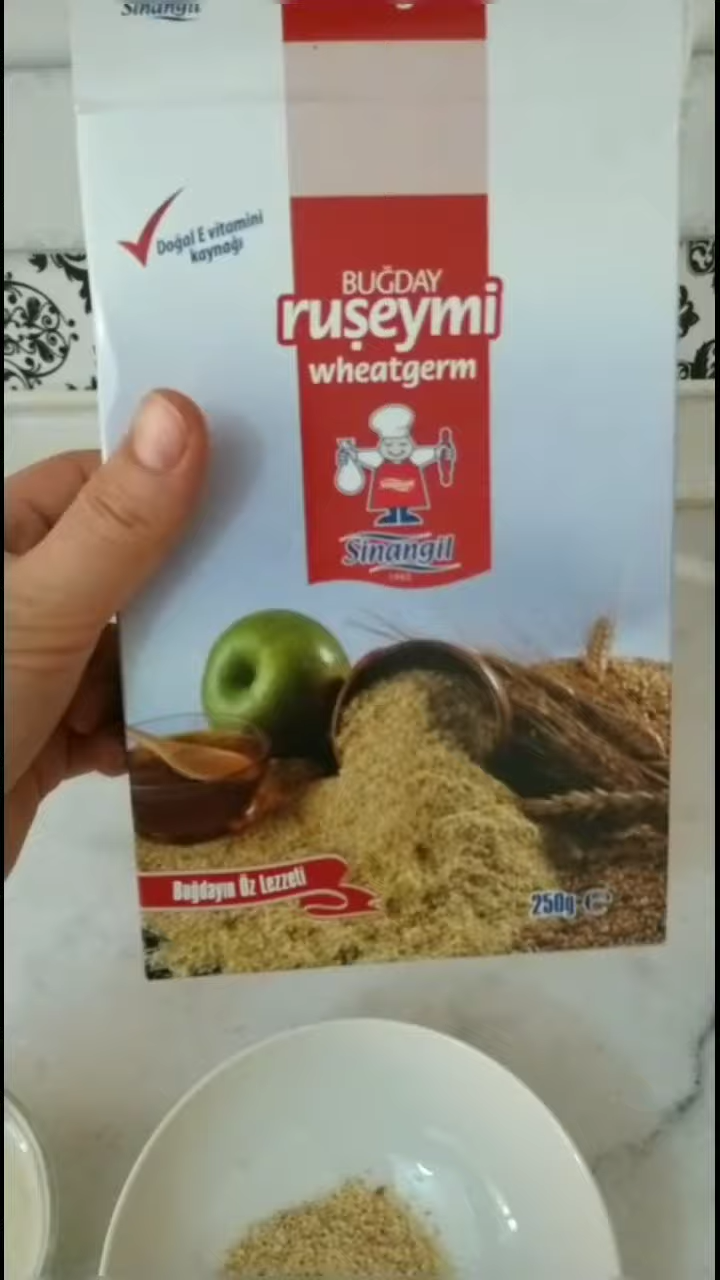 Sinangil
Doğal E vitamini
kaynağı
BUĞDAY
ruşeymi
wheatgerm
Sinangil
Buğdayın Öz Lezzeti
250g e